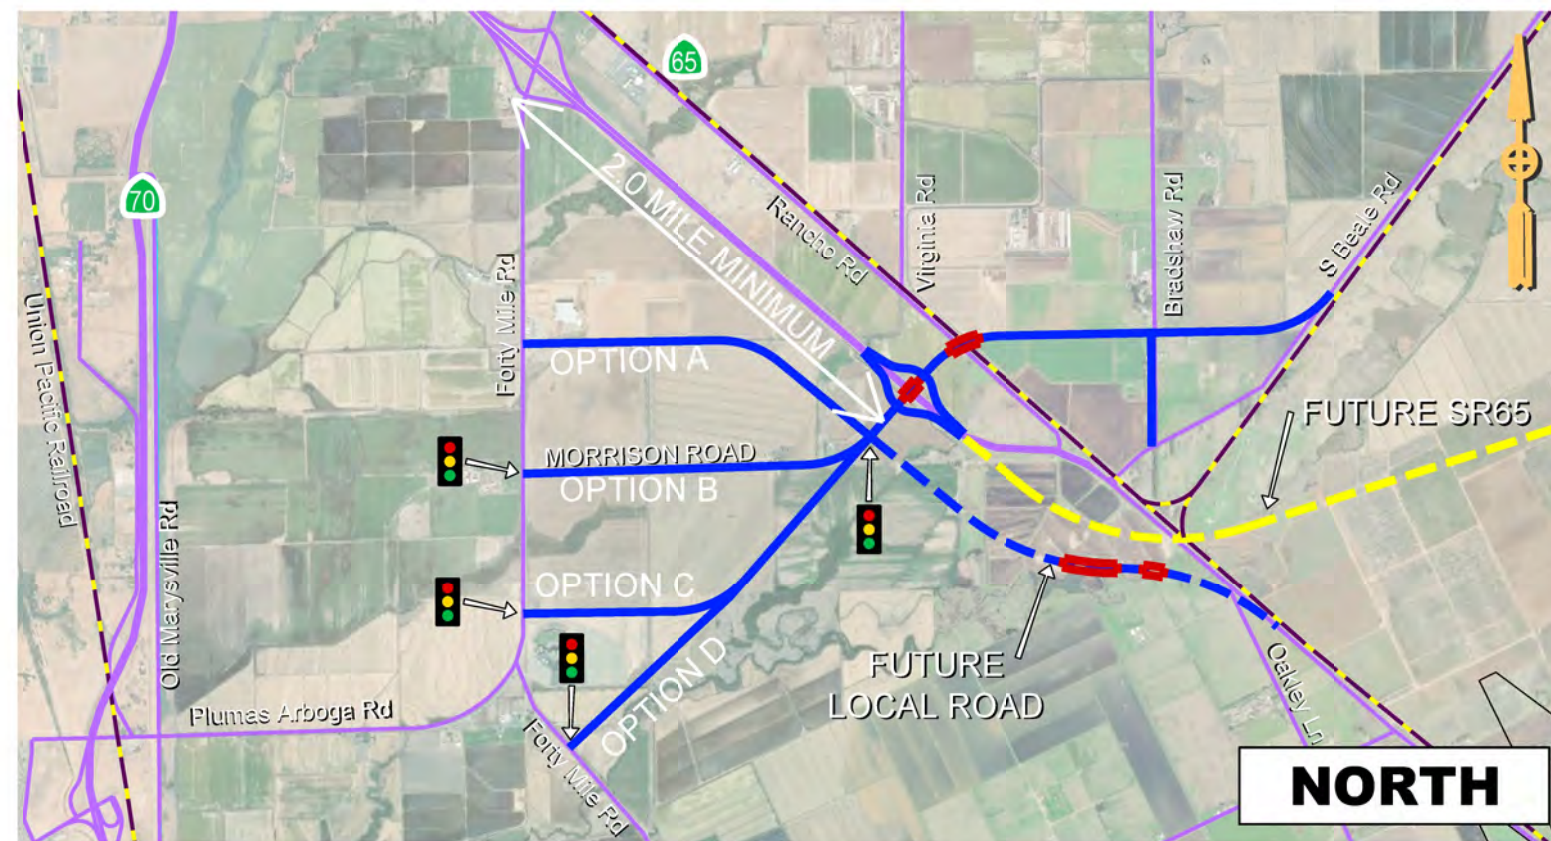 65
70
2.0 MILE MINIMUM
Rancho Rd
Virginia Rd
Bradshaw Rd
S Beale Rd
Forty Mile Rd
Union Pacific Railroad
Old Marysville Rd
OPTION A
MORRISON ROAD
OPTION B
OPTION C
OPTION D
FUTURE SR65
FUTURE
LOCAL ROAD
Plumas Arboga Rd
Forty Mile Rd
Oakley Ln
NORTH